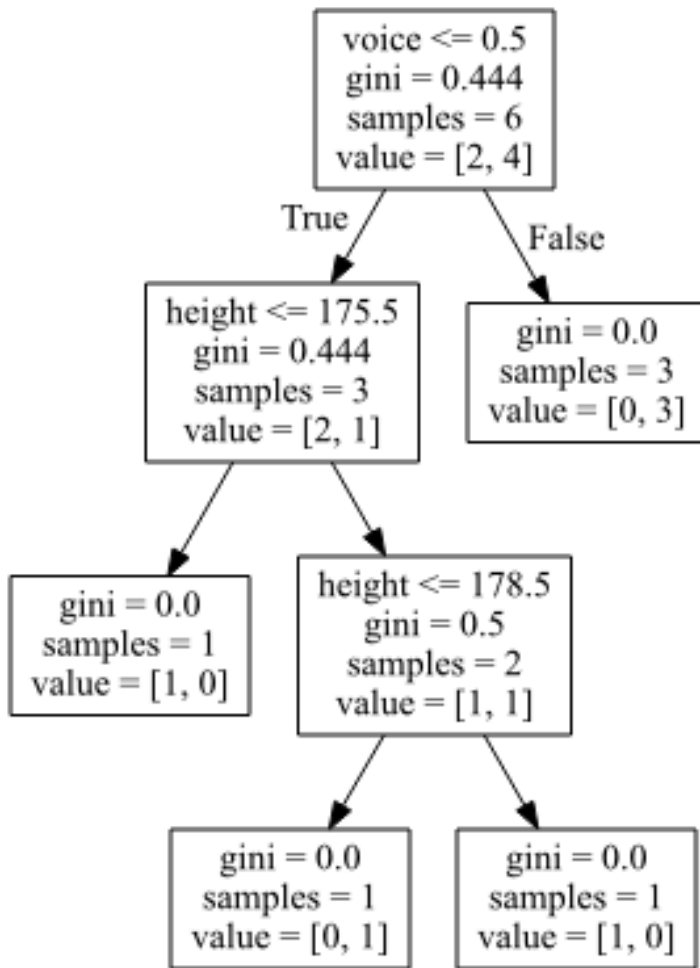 voice <= 0.5
gini = 0.444
samples = 6
value = [2, 4]
True
False
height <= 175.5
gini = 0.444
samples = 3
value = [2, 1]
gini = 0.0
samples = 3
value = [0, 3]
gini = 0.0
samples = 1
value = [1, 0]
height <= 178.5
gini = 0.5
samples = 2
value = [1, 1]
gini = 0.0
samples = 1
value = [0, 1]
gini = 0.0
samples = 1
value = [1, 0]